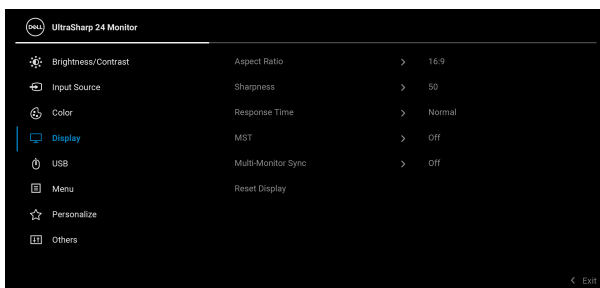 DELL UltraSharp 24 Monitor
Brightness/Contrast Aspect Ratio > 16:9
Input Source Sharpness > 50
Color Response Time > Normal
Display MST > Off
USB Multi-Monitor Sync > Off
Menu Reset Display
Personalize
Others
< Exit